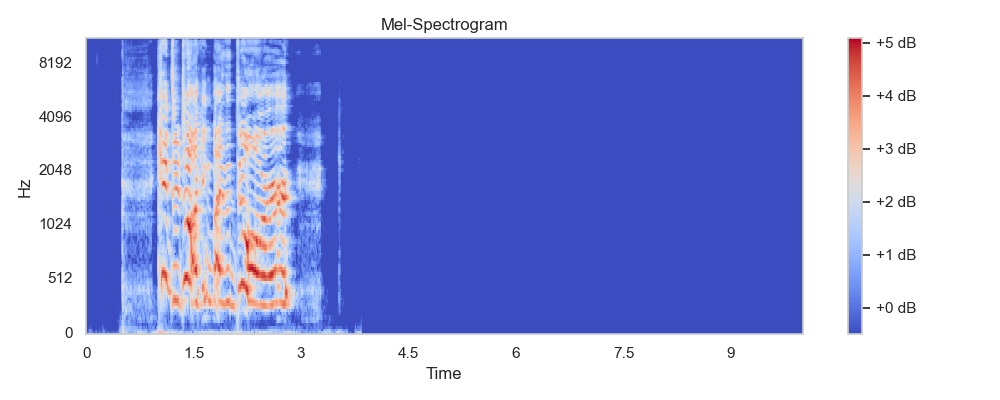 Mel-Spectrogram
8192
4096
2048
1024
512
0
Hz
0 1.5 3 4.5 6 7.5 9
Time
+5 dB
+4 dB
+3 dB
+2 dB
+1 dB
+0 dB